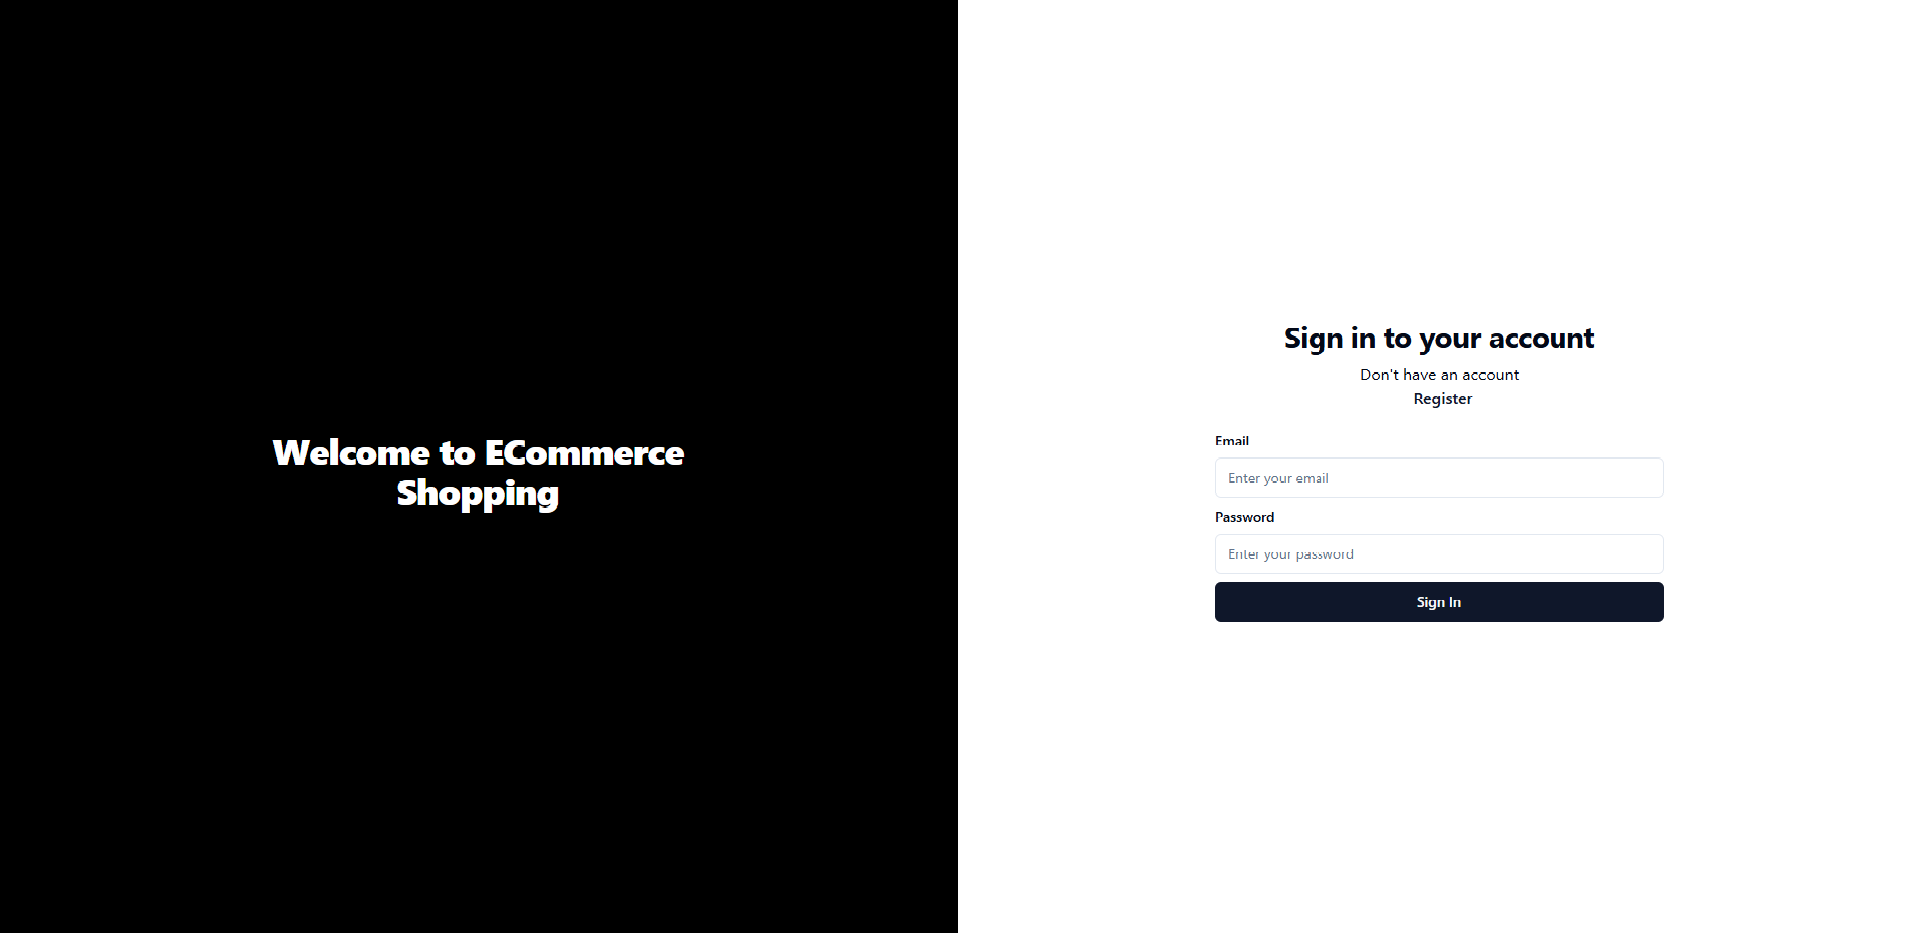 Welcome to ECommerce
Shopping
Sign in to your account
Don't have an account
Register
Email
Enter your email
Password
Enter your password
Sign In